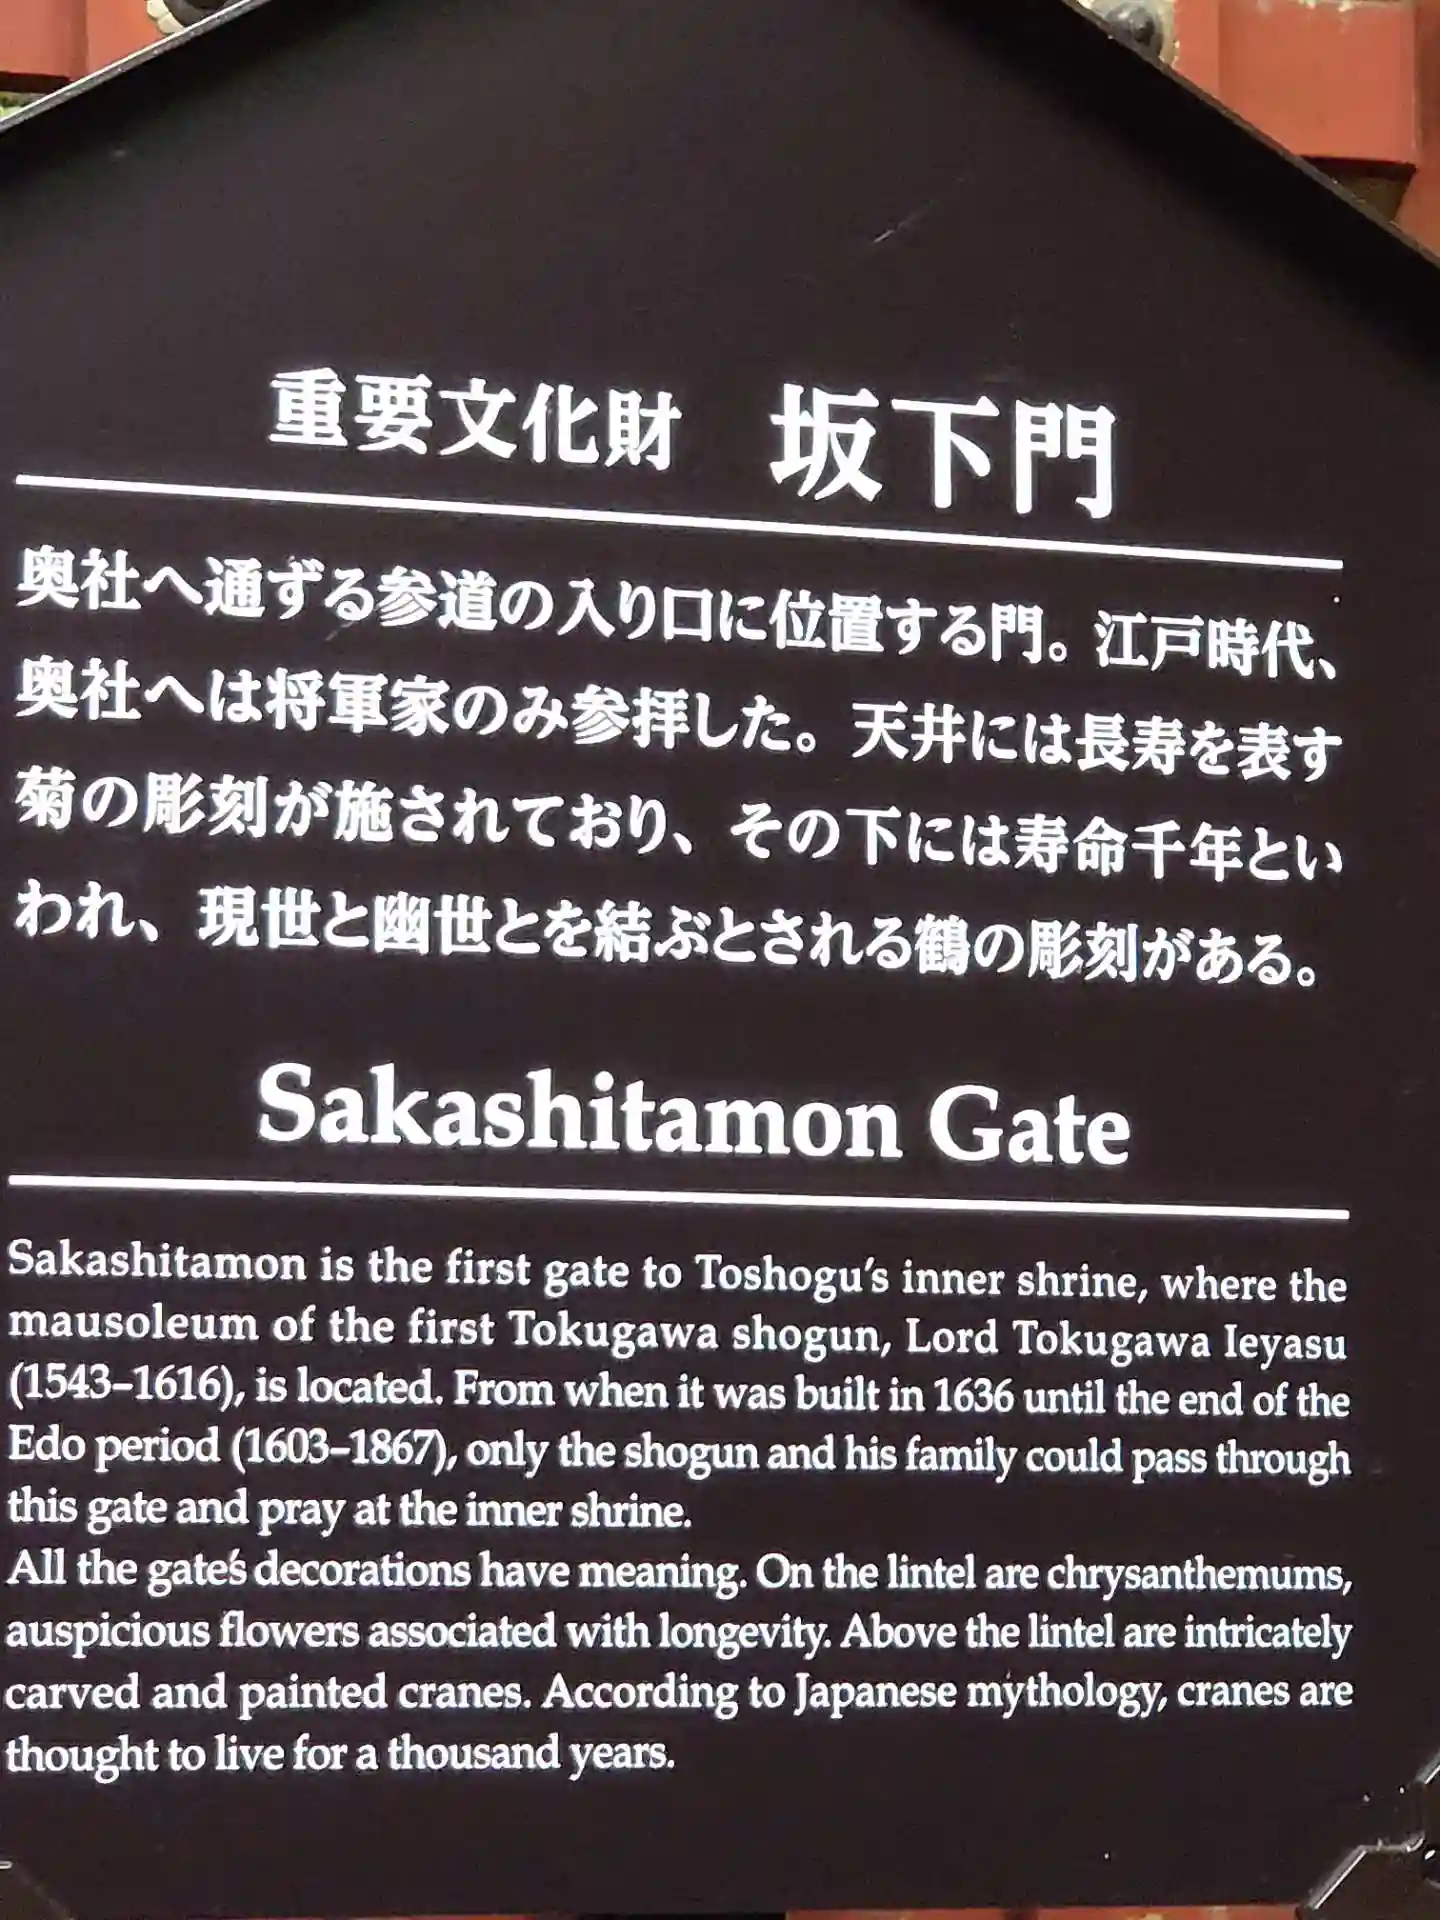 重要文化財　坂下門
奥社へ通ずる参道の入り口に位置する門。江戸時代、
奥社へは将軍家のみ参拝した。天井には長寿を表す
菊の彫刻が施されており、その下には寿命千年とい
われ、現世と幽世とを結ぶとされる鶴の彫刻がある。
Sakashitamon Gate
Sakashitamon is the first gate to Toshogu's inner shrine, where the
mausoleum of the first Tokugawa shogun, Lord Tokugawa Ieyasu
(1543–1616), is located. From when it was built in 1636 until the end of the
Edo period (1603–1867), only the shogun and his family could pass through
this gate and pray at the inner shrine.
All the gate's decorations have meaning. On the lintel are chrysanthemums,
auspicious flowers associated with longevity. Above the lintel are intricately
carved and painted cranes. According to Japanese mythology, cranes are
thought to live for a thousand years.